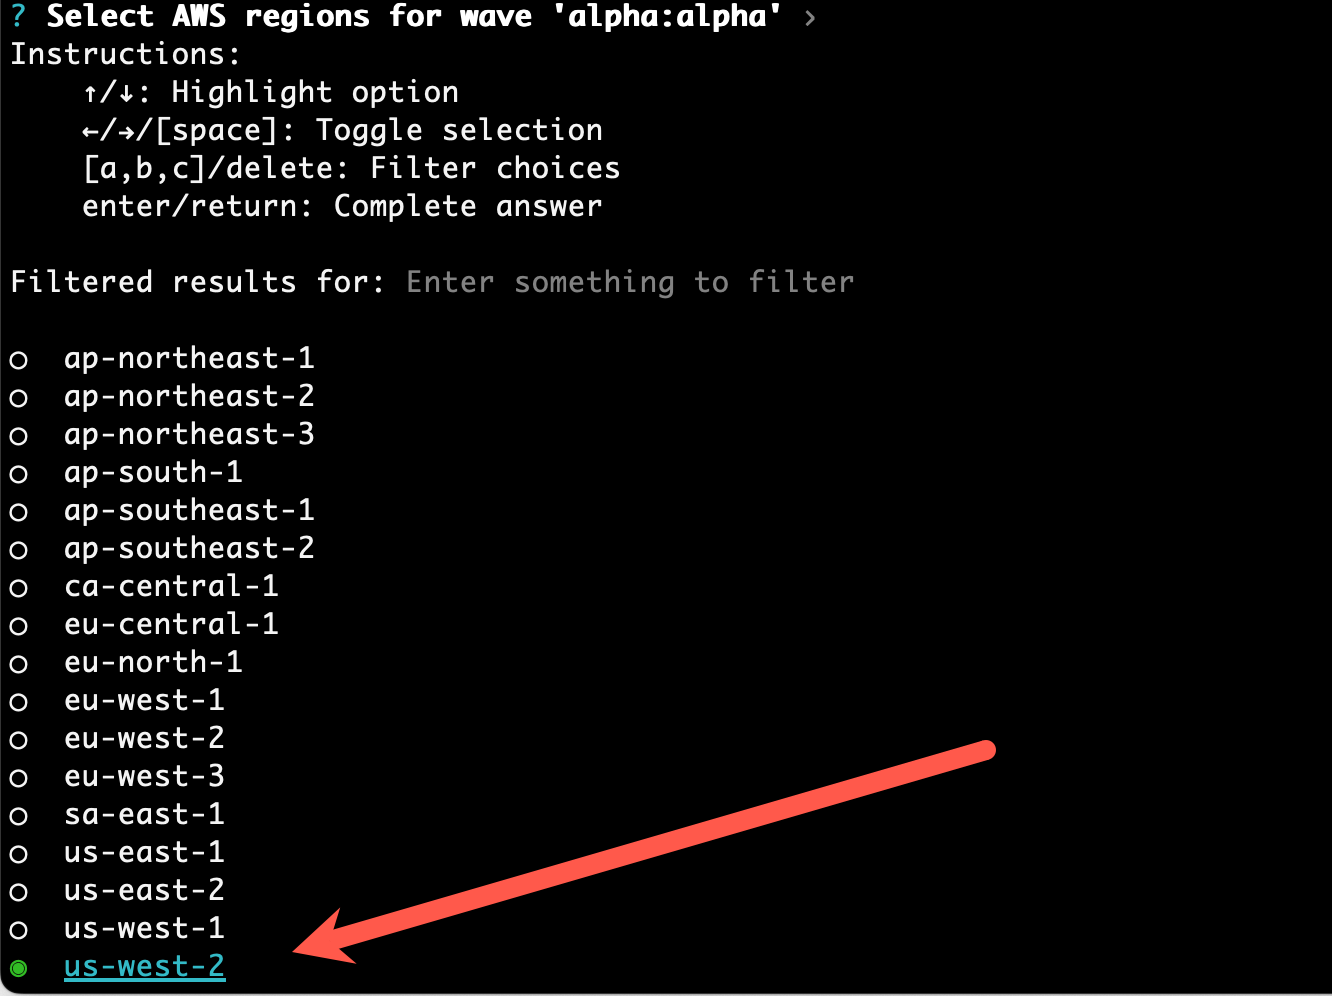 ? Select AWS regions for wave 'alpha:alpha' ›
Instructions:
↑/↓: Highlight option
←/→/[space]: Toggle selection
[a,b,c]/delete: Filter choices
enter/return: Complete answer
Filtered results for: Enter something to filter
◯ ap-northeast-1
◯ ap-northeast-2
◯ ap-northeast-3
◯ ap-south-1
◯ ap-southeast-1
◯ ap-southeast-2
◯ ca-central-1
◯ eu-central-1
◯ eu-north-1
◯ eu-west-1
◯ eu-west-2
◯ eu-west-3
◯ sa-east-1
◯ us-east-1
◯ us-east-2
◯ us-west-1
◉ us-west-2